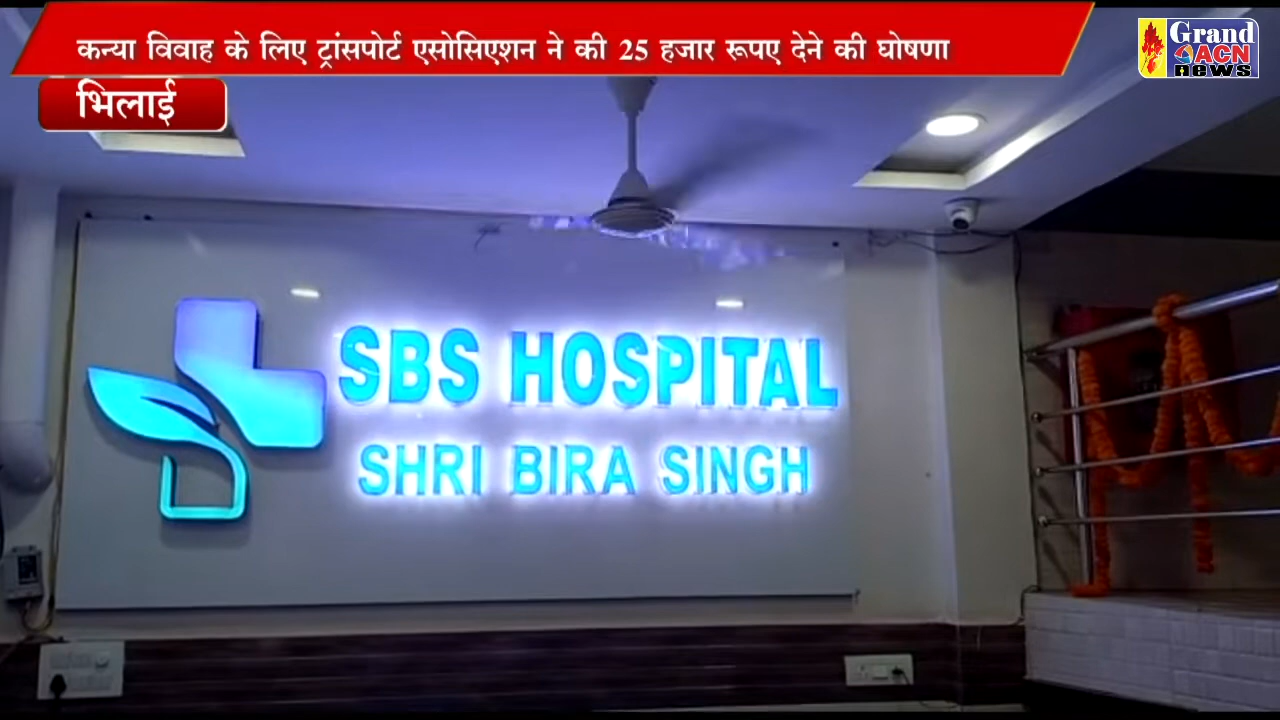 कन्या विवाह के लिए ट्रांसपोर्ट एसोसिएशन ने की 25 हजार रूपए देने की घोषणा
Grand
ACN
news
भिलाई
SBS HOSPITAL
SHRI BIRA SINGH